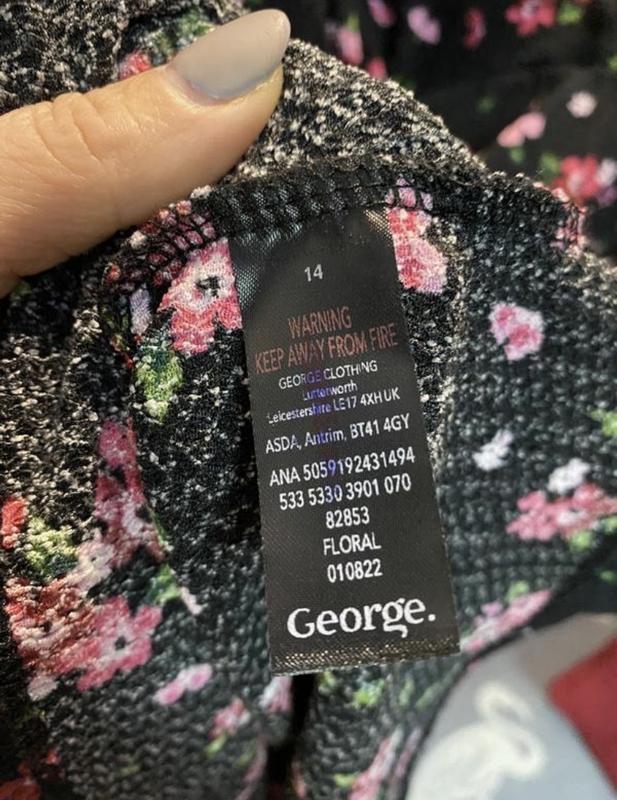 14
WARNING
KEEP AWAY FROM FIRE
GEORGE CLOTHING
Lutterworth
Leicestershire LE17 4XH UK
ASDA, Antrim, BT41 4GY
ANA 5059192431494
533 5330 3901 070
82853
FLORAL
010822
George.